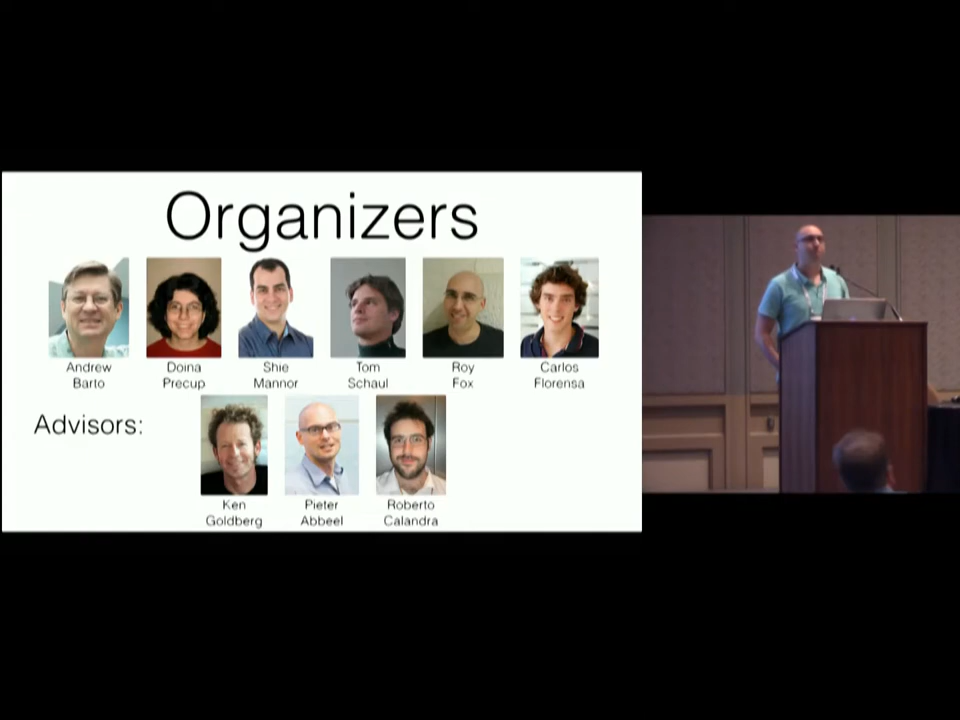 Organizers
Andrew Barto
Doina Precup
Shie Mannor
Tom Schaul
Roy Fox
Carlos Florensa
Advisors:
Ken Goldberg
Pieter Abbeel
Roberto Calandra